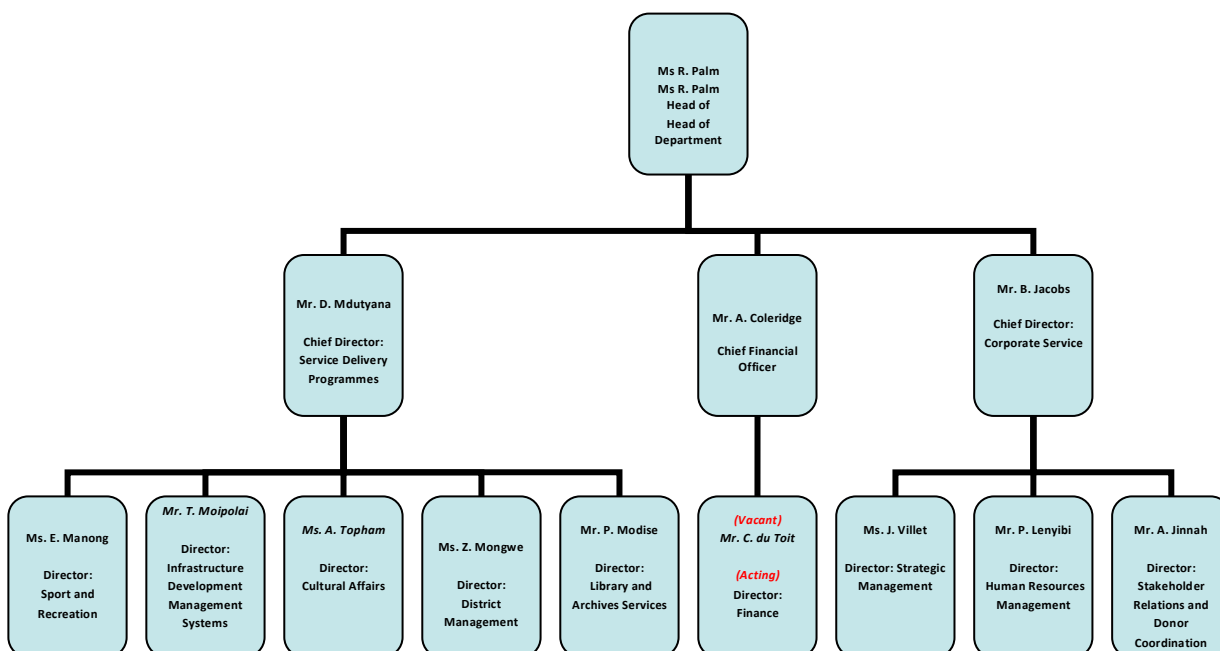 Ms R. Palm
Ms R. Palm
Head of
Head of
Department
Mr. D. Mdutyana
Chief Director:
Service Delivery
Programmes
Mr. A. Coleridge
Chief Financial
Officer
Mr. B. Jacobs
Chief Director:
Corporate Service
Ms. E. Manong
Director:
Sport and
Recreation
Mr. T. Moipolai
Director:
Infrastructure
Development
Management
Systems
Ms. A. Topham
Director:
Cultural Affairs
Ms. Z. Mongwe
Director:
District
Management
Mr. P. Modise
Director:
Library and
Archives Services
(Vacant)
Mr. C. du Toit
(Acting)
Director:
Finance
Ms. J. Villet
Director: Strategic
Management
Mr. P. Lenyibi
Director:
Human Resources
Management
Mr. A. Jinnah
Director:
Stakeholder
Relations and
Donor
Coordination